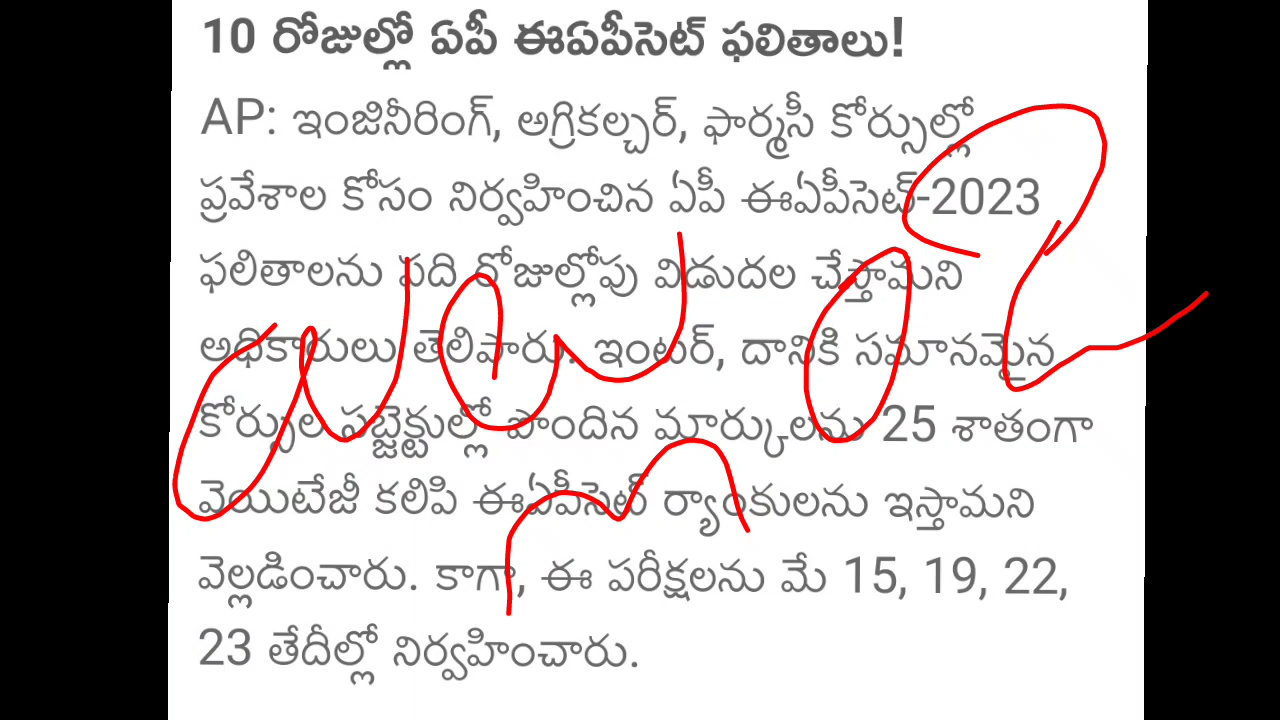 10 రోజుల్లో ఏపీ ఈఏపీసెట్ ఫలితాలు!
AP: ఇంజినీరింగ్, అగ్రికల్చర్, ఫార్మసీ కోర్సుల్లో
ప్రవేశాల కోసం నిర్వహించిన ఏపీ ఈఏపీసెట్-2023
ఫలితాలను పది రోజుల్లోపు విడుదల చేస్తామని
అధికారులు తెలిపారు. ఇంటర్, దానికి సమానమైన
కోర్సుల సబ్జెక్టుల్లో పొందిన మార్కులను 25 శాతంగా
వెయిటేజీ కలిపి ఈఏపీసెట్ ర్యాంకులను ఇస్తామని
వెల్లడించారు. కాగా, ఈ పరీక్షలను మే 15, 19, 22,
23 తేదీల్లో నిర్వహించారు.